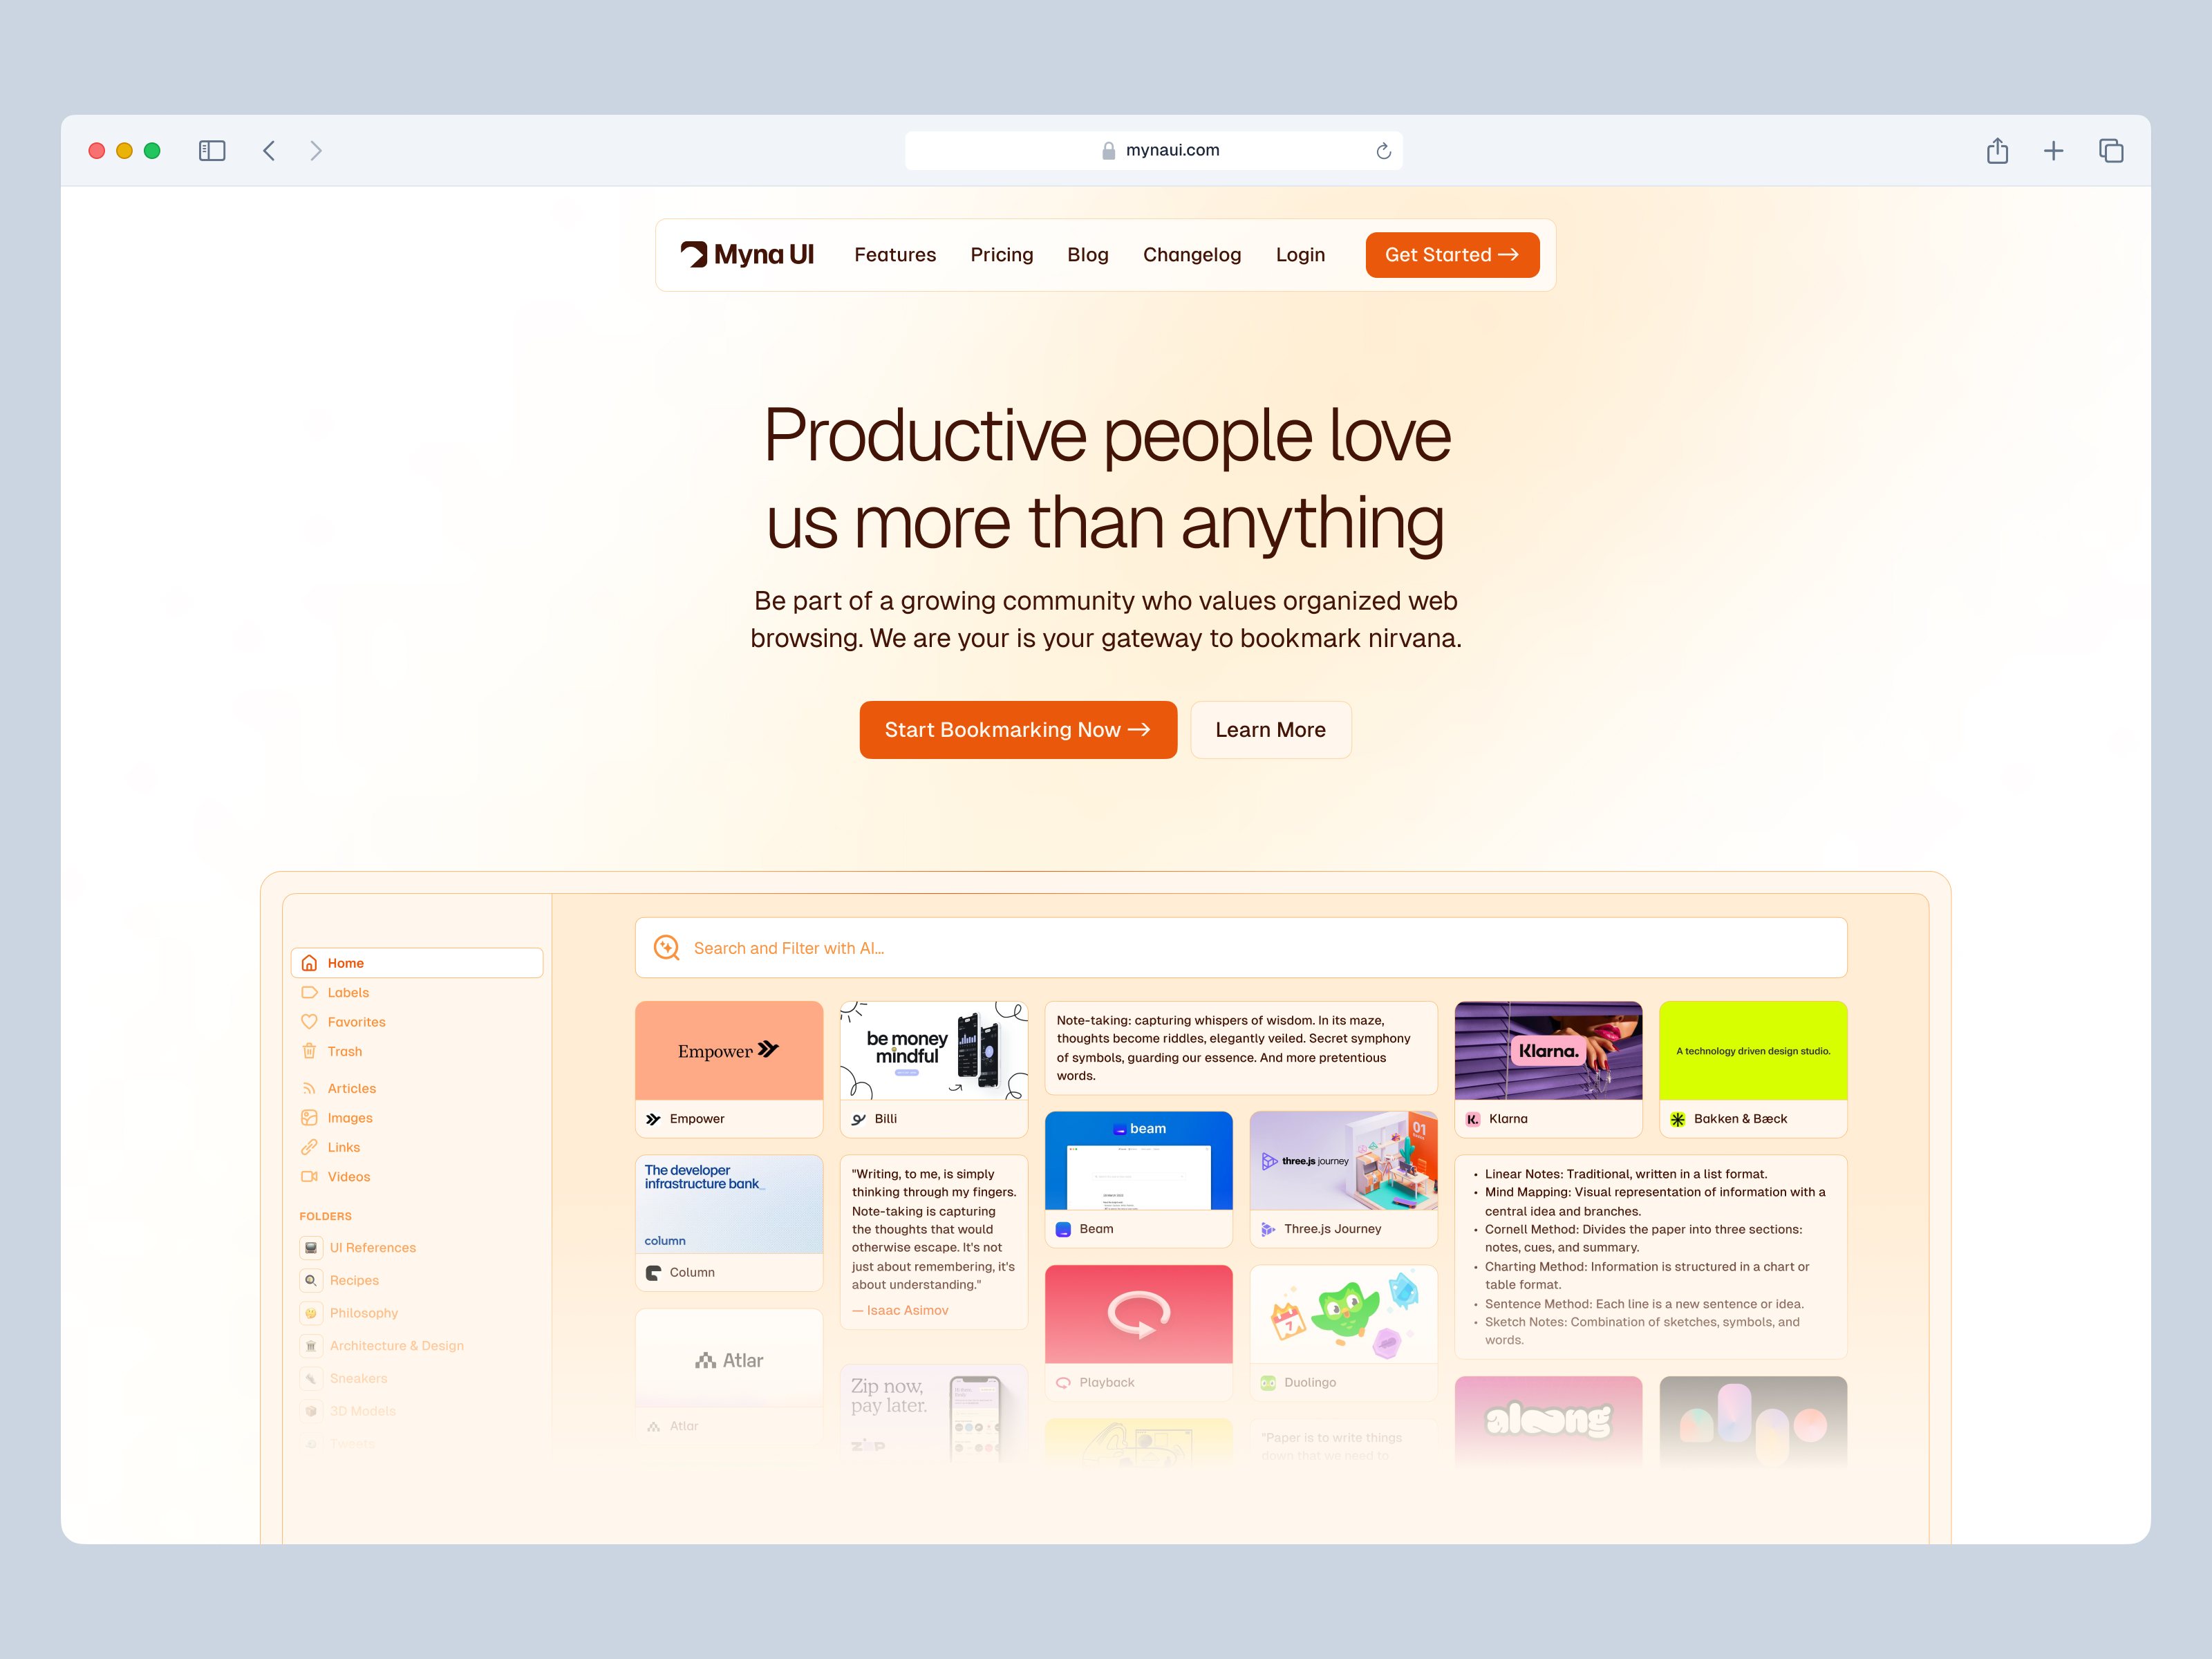 mynaui.com
Myna UI
Features
Pricing
Blog
Changelog
Login
Get Started
Productive people love
us more than anything
Be part of a growing community who values organized web
browsing. We are your is your gateway to bookmark nirvana.
Start Bookmarking Now
Learn More
Home
Labels
Favorites
Trash
Articles
Images
Links
Videos
FOLDERS
UI References
Recipes
Philosophy
Architecture & Design
Sneakers
3D Models
Tweets
Search and Filter with AI...
Empower
Empower
be money
mindful
Billi
Note-taking: capturing whispers of wisdom. In its maze,
thoughts become riddles, elegantly veiled. Secret symphony
of symbols, guarding our essence. And more pretentious
words.
Klarna.
K.
Klarna
A technology driven design studio.
Bakken & Bæck
The developer
infrastructure bank_
column
Column
"Writing, to me, is simply
thinking through my fingers.
Note-taking is capturing
the thoughts that would
otherwise escape. It's not
just about remembering, it's
about understanding."
— Isaac Asimov
beam
Beam
01
three.js journey
Three.js Journey
• Linear Notes: Traditional, written in a list format.
• Mind Mapping: Visual representation of information with a
central idea and branches.
• Cornell Method: Divides the paper into three sections:
notes, cues, and summary.
• Charting Method: Information is structured in a chart or
table format.
• Sentence Method: Each line is a new sentence or idea.
• Sketch Notes: Combination of sketches, symbols, and
words.
Atlar
Atlar
Zip now,
pay later.
zip
Playback
7
Duolingo
"Paper is to write things
down that we need to
aloong